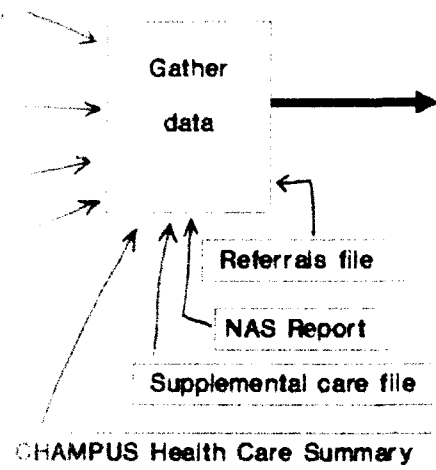 Gather
data
Referrals file
NAS Report
Supplemental care file
CHAMPUS Health Care Summary